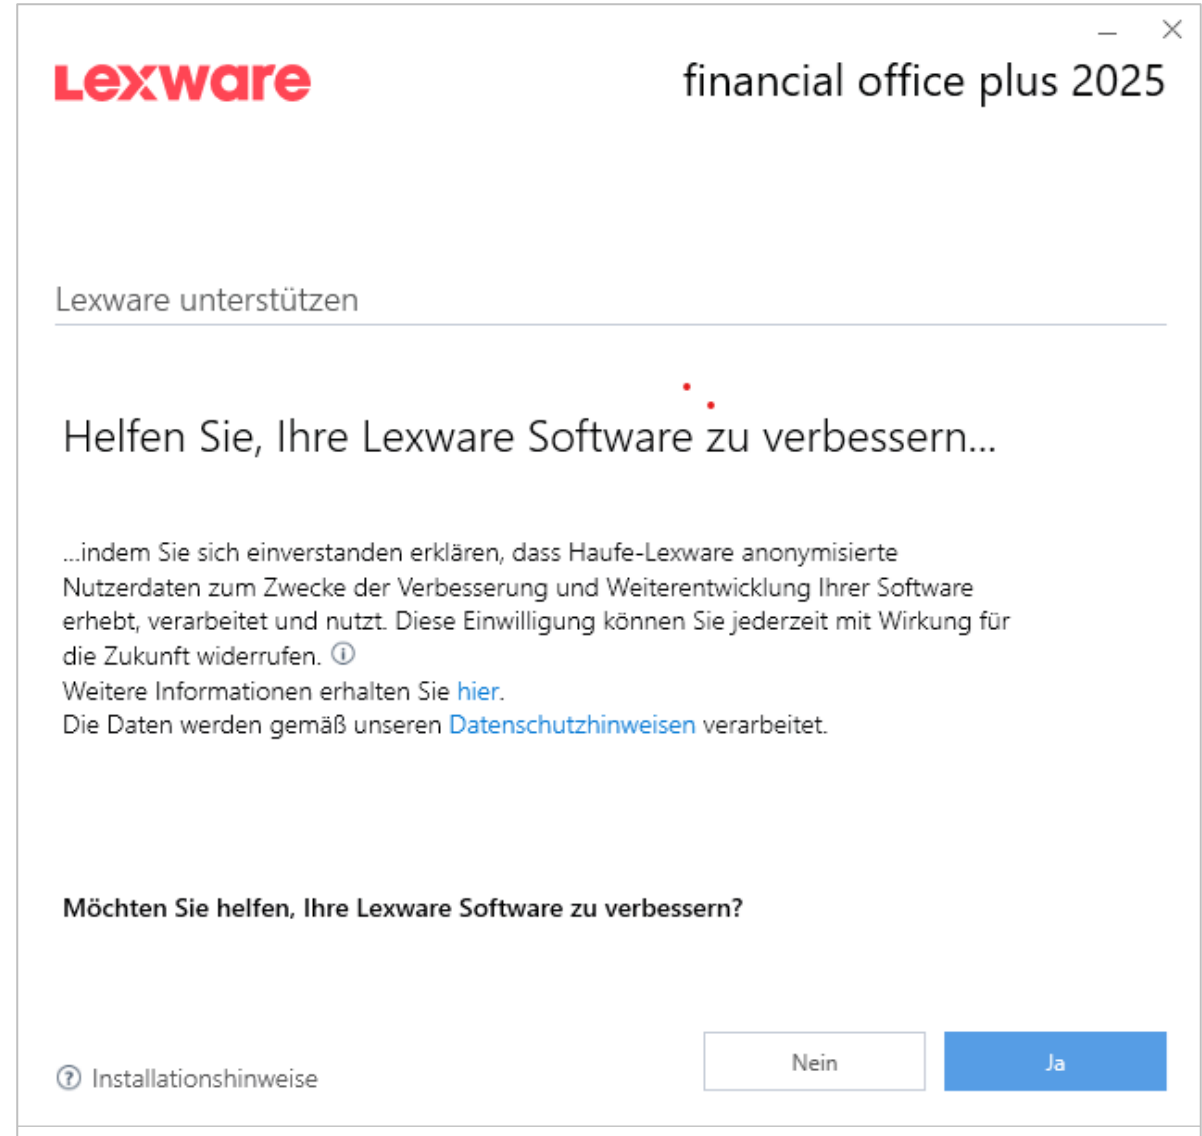 Lexware
financial office plus 2025
Lexware unterstützen
Helfen Sie, Ihre Lexware Software zu verbessern...
...indem Sie sich einverstanden erklären, dass Haufe-Lexware anonymisierte
Nutzerdaten zum Zwecke der Verbesserung und Weiterentwicklung Ihrer Software
erhebt, verarbeitet und nutzt. Diese Einwilligung können Sie jederzeit mit Wirkung für
die Zukunft widerrufen.
Weitere Informationen erhalten Sie hier.
Die Daten werden gemäß unseren Datenschutzhinweisen verarbeitet.
Möchten Sie helfen, Ihre Lexware Software zu verbessern?
Nein
Ja
Installationshinweise